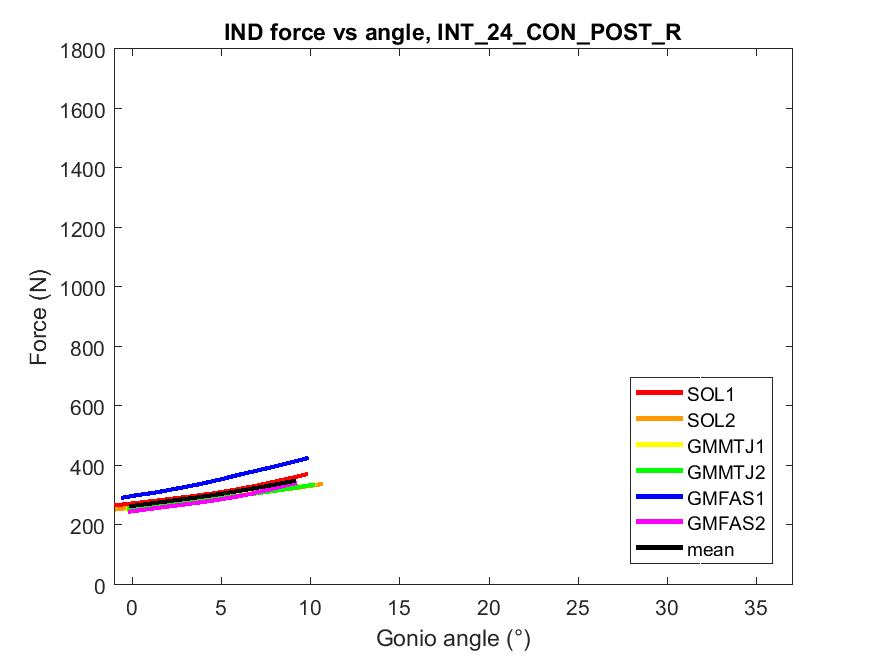 IND force vs angle, INT_24_CON_POST_R
1800
1600
1400
1200
1000
800
600
400
200
0
Force (N)
0 5 10 15 20 25 30 35
Gonio angle (°)
SOL1
SOL2
GMMTJ1
GMMTJ2
GMFAS1
GMFAS2
mean